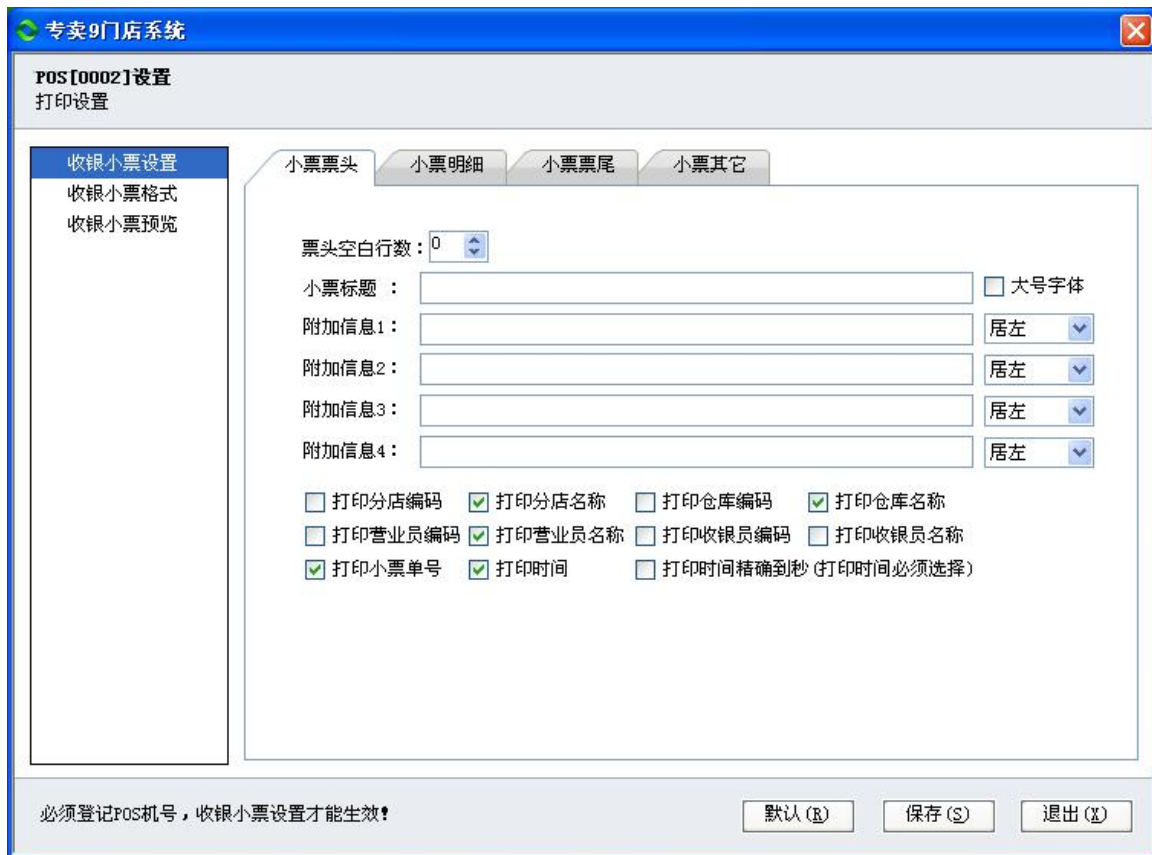 专卖9门店系统
POS[0002]设置
打印设置
收银小票设置
收银小票格式
收银小票预览
小票票头 小票明细 小票票尾 小票其它
票头空白行数：0
小票标题 ： 大号字体
附加信息1： 居左
附加信息2： 居左
附加信息3： 居左
附加信息4： 居左
打印分店编码 打印分店名称 打印仓库编码 打印仓库名称
打印营业员编码 打印营业员名称 打印收银员编码 打印收银员名称
打印小票单号 打印时间 打印时间精确到秒(打印时间必须选择)
必须登记POS机号，收银小票设置才能生效! 默认(R) 保存(S) 退出(X)